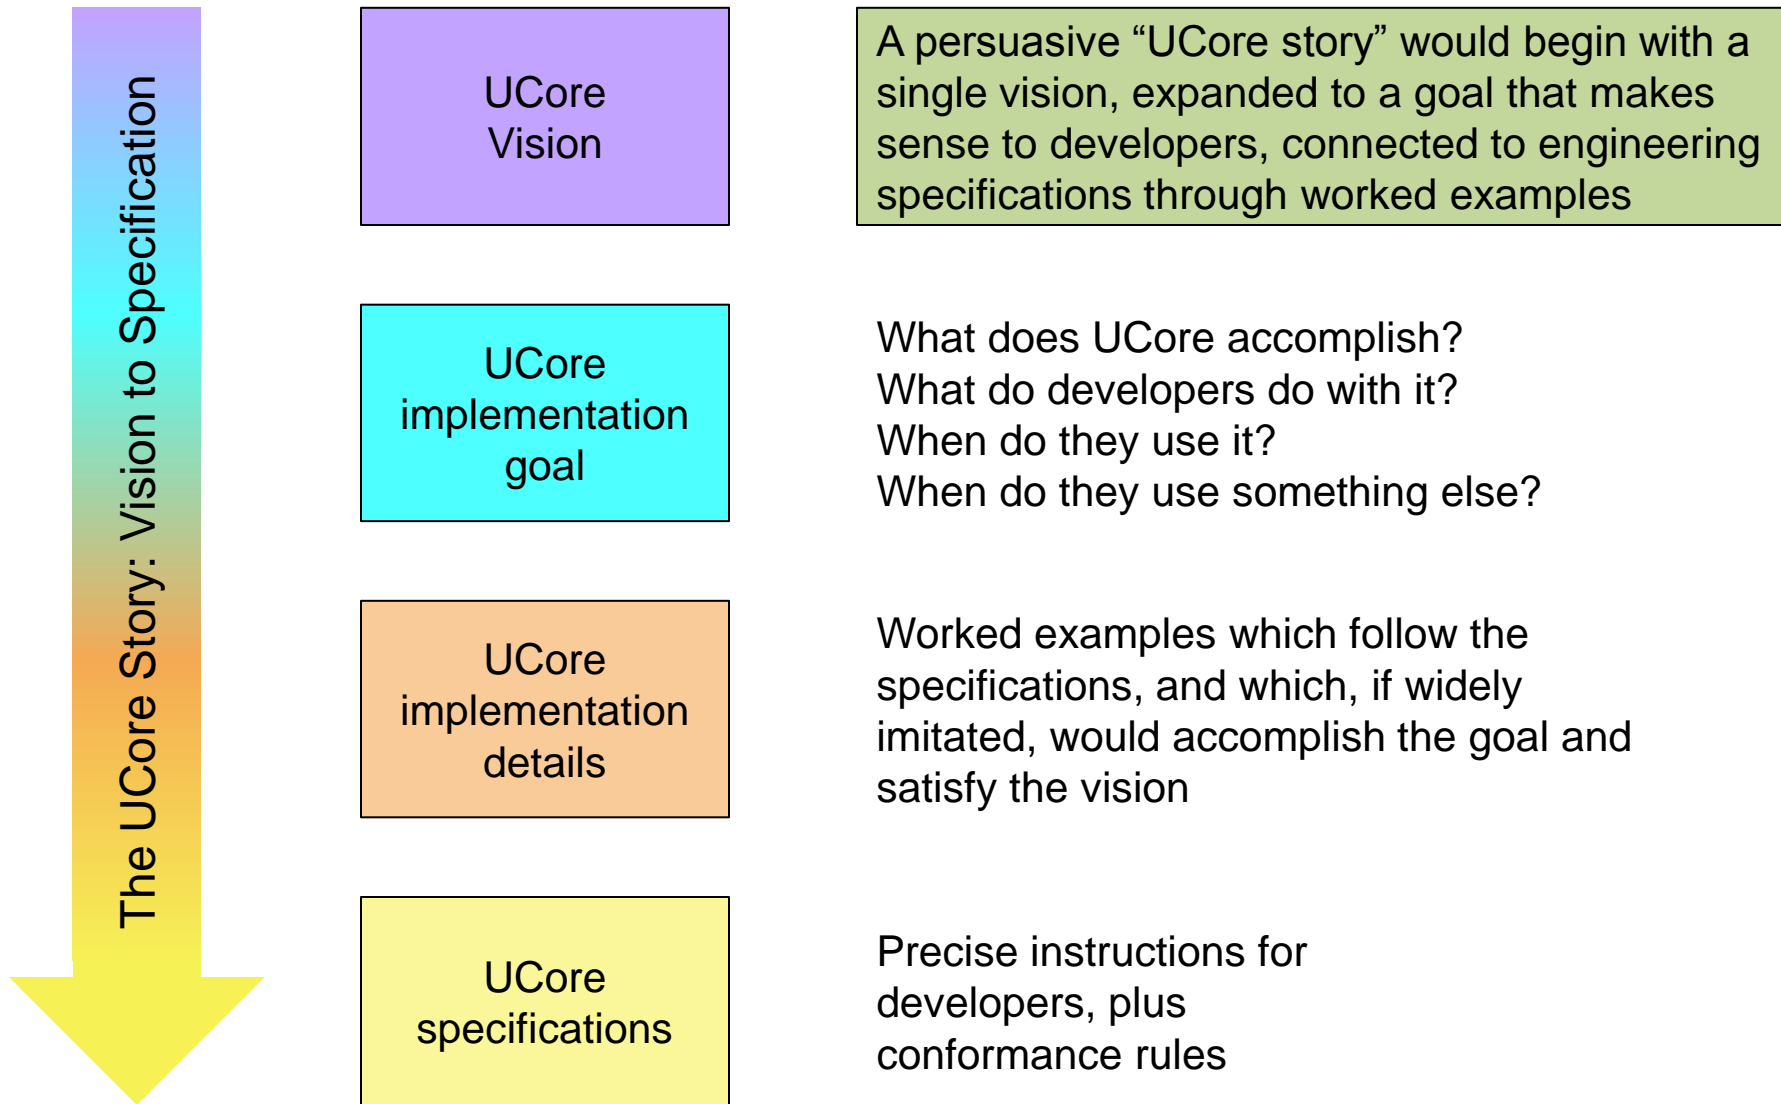 The UCore Story: Vision to Specification
UCore
Vision
A persuasive “UCore story” would begin with a
single vision, expanded to a goal that makes
sense to developers, connected to engineering
specifications through worked examples
UCore
implementation
goal
What does UCore accomplish?
What do developers do with it?
When do they use it?
When do they use something else?
UCore
implementation
details
Worked examples which follow the
specifications, and which, if widely
imitated, would accomplish the goal and
satisfy the vision
UCore
specifications
Precise instructions for
developers, plus
conformance rules